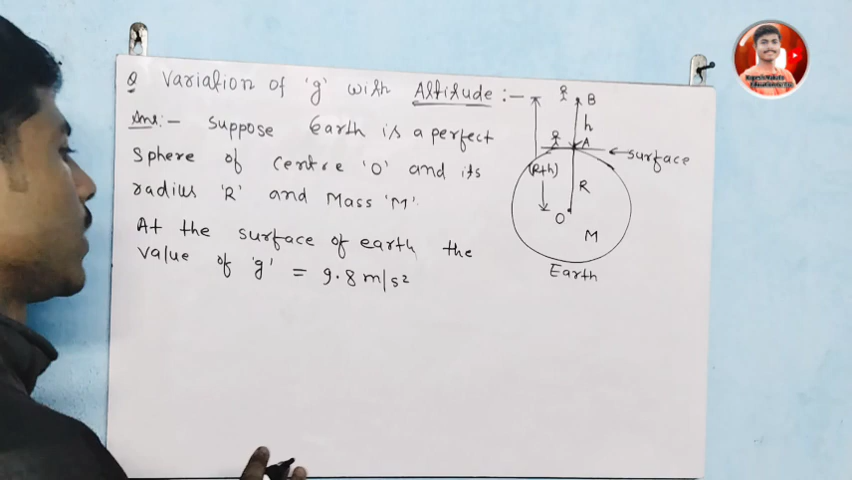 Q Variation of 'g' with Altitude :-
Ans:- Suppose Earth is a perfect
Sphere of Centre 'O' and its
radius 'R' and Mass 'M'.
At the surface of earth the
value of 'g' = 9.8 m/s²
B
h
A
surface
(R+h)
R
O
M
Earth